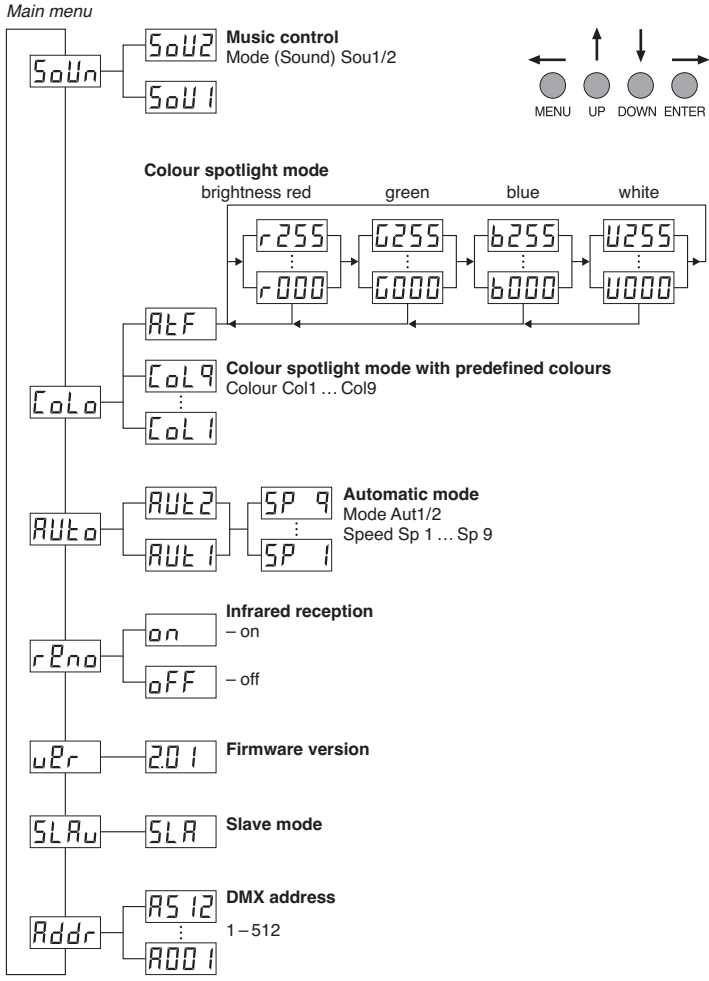 Main menu
SoUn
SoU2
Music control
Mode (Sound) Sou1/2
SoU1
MENU UP DOWN ENTER
Colour spotlight mode
brightness red green blue white
r255 G255 b255 U255
r000 G000 b000 U000
AtF
CoLo
CoL9
Colour spotlight mode with predefined colours
Colour Col1 … Col9
CoL1
AUto
AUt2
SP 9
Automatic mode
Mode Aut1/2
Speed Sp 1 … Sp 9
AUt1
SP 1
Infrared reception
reno
on
– on
oFF
– off
uer
2.01
Firmware version
SLAu
SLA
Slave mode
Addr
A512
DMX address
1 – 512
A001